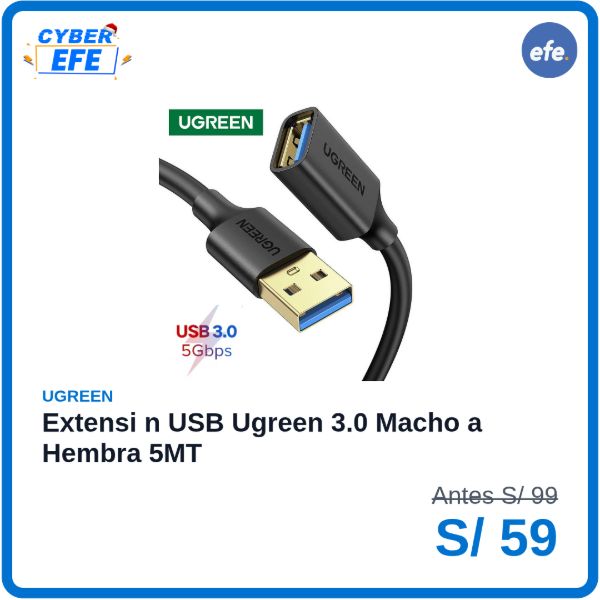 CYBER
EFE
efe.
UGREEN
UGREEN
UGREEN
USB 3.0
5Gbps
UGREEN
Extensi n USB Ugreen 3.0 Macho a
Hembra 5MT
Antes S/ 99
S/ 59